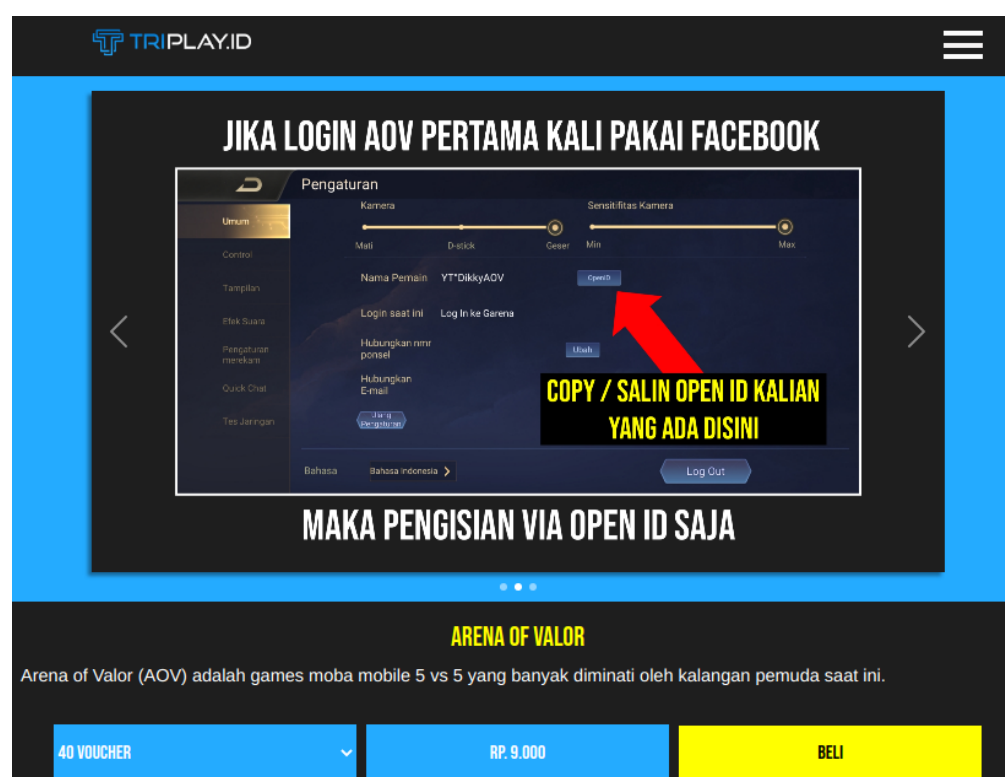 TRIPLAY.ID
JIKA LOGIN AOV PERTAMA KALI PAKAI FACEBOOK
Pengaturan
Kamera
Sensitifitas Kamera
Umum
Mati
D-stick
Geser
Min
Max
Control
Nama Pemain
YT*DikkyAOV
OpenID
Tampilan
Login saat ini
Log In ke Garena
Efek Suara
Hubungkan nmr
ponsel
Ubah
Pengaturan
merekam
Hubungkan
E-mail
Quick Chat
COPY / SALIN OPEN ID KALIAN
YANG ADA DISINI
Ulang
Pengaturan
Tes Jaringan
Bahasa
Bahasa Indonesia
Log Out
MAKA PENGISIAN VIA OPEN ID SAJA
ARENA OF VALOR
Arena of Valor (AOV) adalah games moba mobile 5 vs 5 yang banyak diminati oleh kalangan pemuda saat ini.
40 VOUCHER
RP. 9.000
BELI